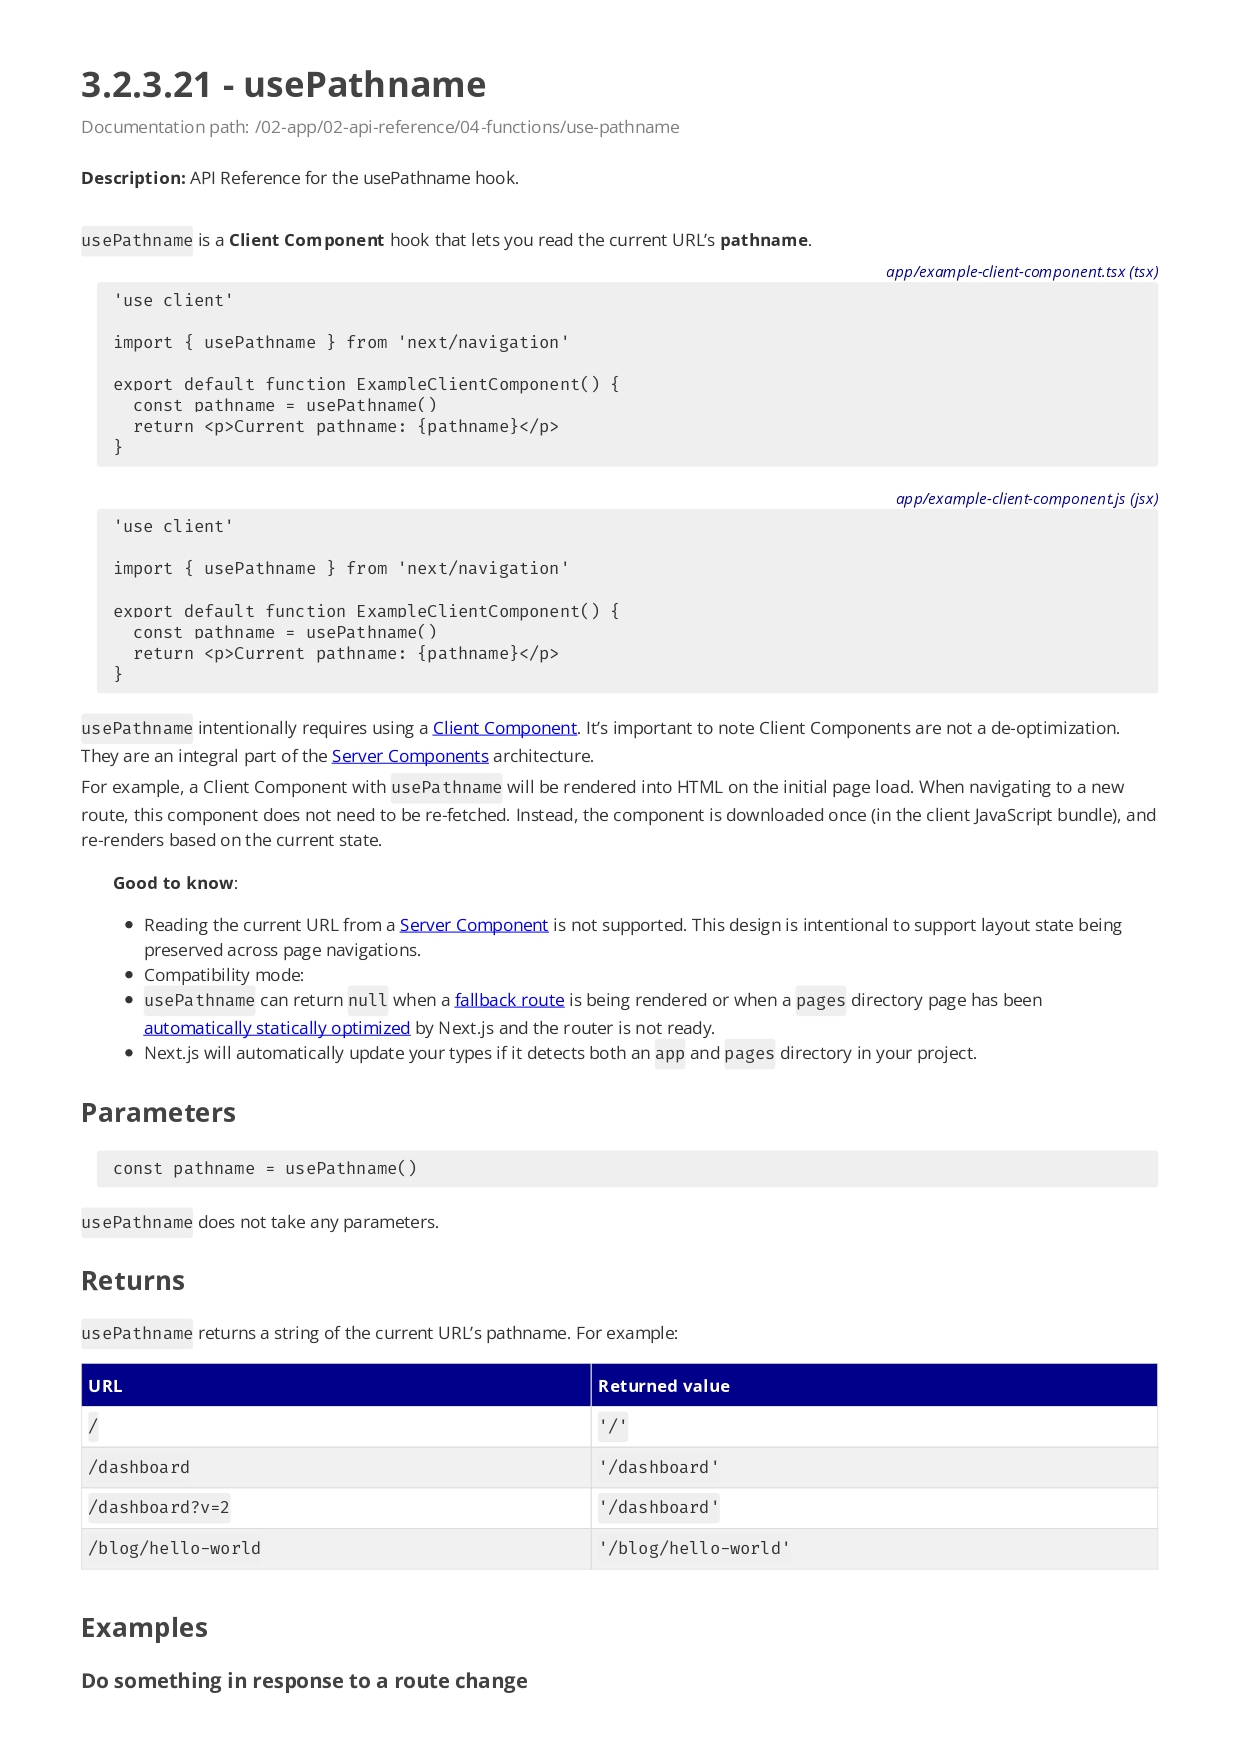 3.2.3.21 - usePathname
Documentation path: /02-app/02-api-reference/04-functions/use-pathname
Description: API Reference for the usePathname hook.
usePathname is a Client Component hook that lets you read the current URL’s pathname.
app/example-client-component.tsx (tsx)
'use client'
import { usePathname } from 'next/navigation'
export default function ExampleClientComponent() {
  const pathname = usePathname()
  return <p>Current pathname: {pathname}</p>
}
app/example-client-component.js (jsx)
'use client'
import { usePathname } from 'next/navigation'
export default function ExampleClientComponent() {
  const pathname = usePathname()
  return <p>Current pathname: {pathname}</p>
}
usePathname intentionally requires using a Client Component. It’s important to note Client Components are not a de-optimization.
They are an integral part of the Server Components architecture.
For example, a Client Component with usePathname will be rendered into HTML on the initial page load. When navigating to a new
route, this component does not need to be re-fetched. Instead, the component is downloaded once (in the client JavaScript bundle), and
re-renders based on the current state.
Good to know:
• Reading the current URL from a Server Component is not supported. This design is intentional to support layout state being
preserved across page navigations.
• Compatibility mode:
• usePathname can return null when a fallback route is being rendered or when a pages directory page has been
automatically statically optimized by Next.js and the router is not ready.
• Next.js will automatically update your types if it detects both an app and pages directory in your project.
Parameters
const pathname = usePathname()
usePathname does not take any parameters.
Returns
usePathname returns a string of the current URL’s pathname. For example:
URL Returned value
/ '/'
/dashboard '/dashboard'
/dashboard?v=2 '/dashboard'
/blog/hello-world '/blog/hello-world'
Examples
Do something in response to a route change